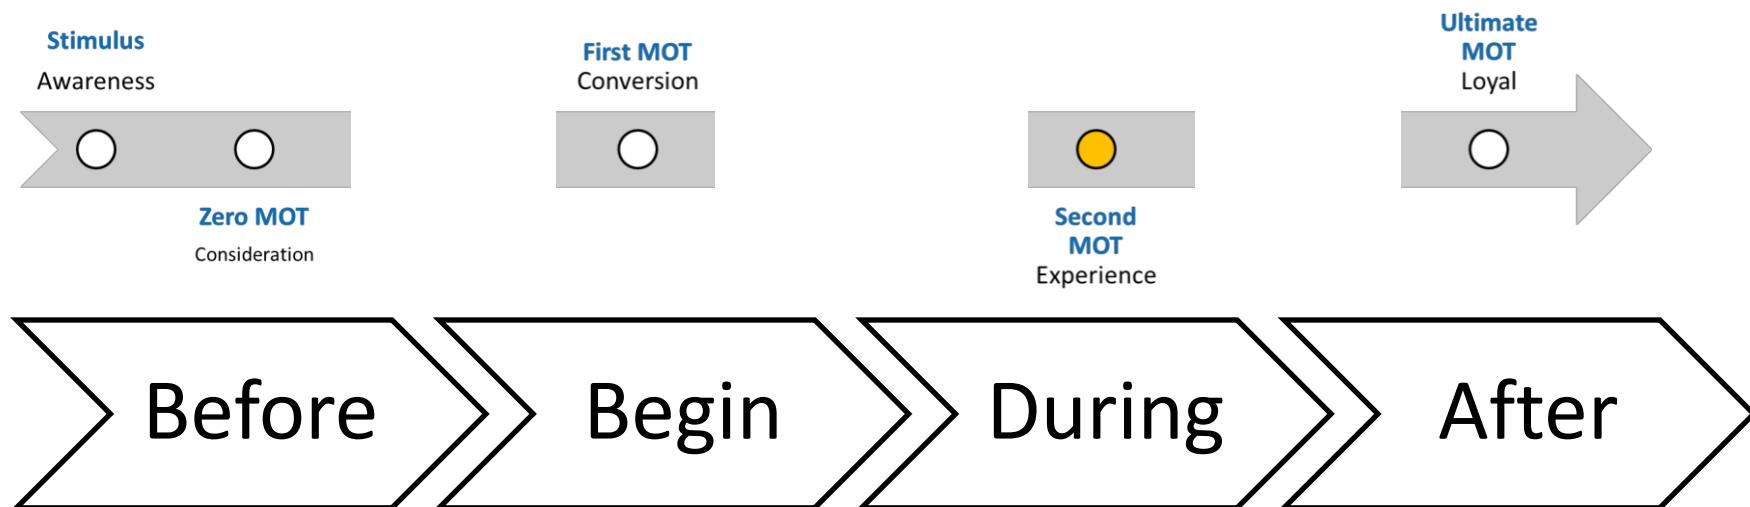 Stimulus
Awareness
Zero MOT
Consideration
First MOT
Conversion
Second
MOT
Experience
Ultimate
MOT
Loyal
Before
Begin
During
After